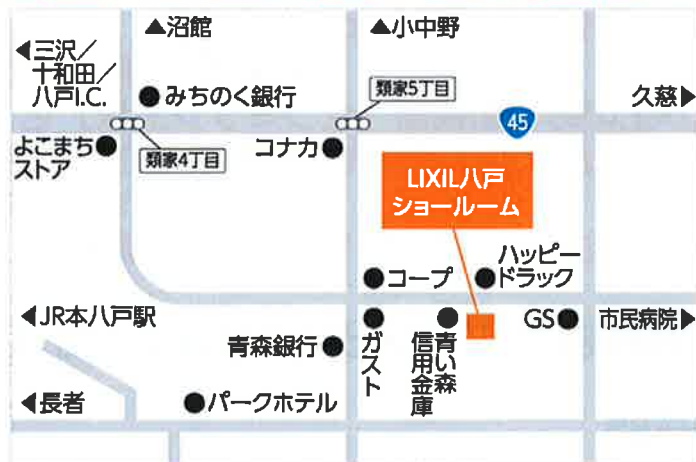 ▲沼館
▲小中野
◀三沢／
十和田／
八戸I.C.
みちのく銀行
類家5丁目
久慈▶
45
よこまち
ストア
類家4丁目
コナカ
LIXIL八戸
ショールーム
コープ
ハッピー
ドラック
◀JR本八戸駅
青森銀行
ガスト
青い森
信用金庫
GS
市民病院▶
◀長者
パークホテル